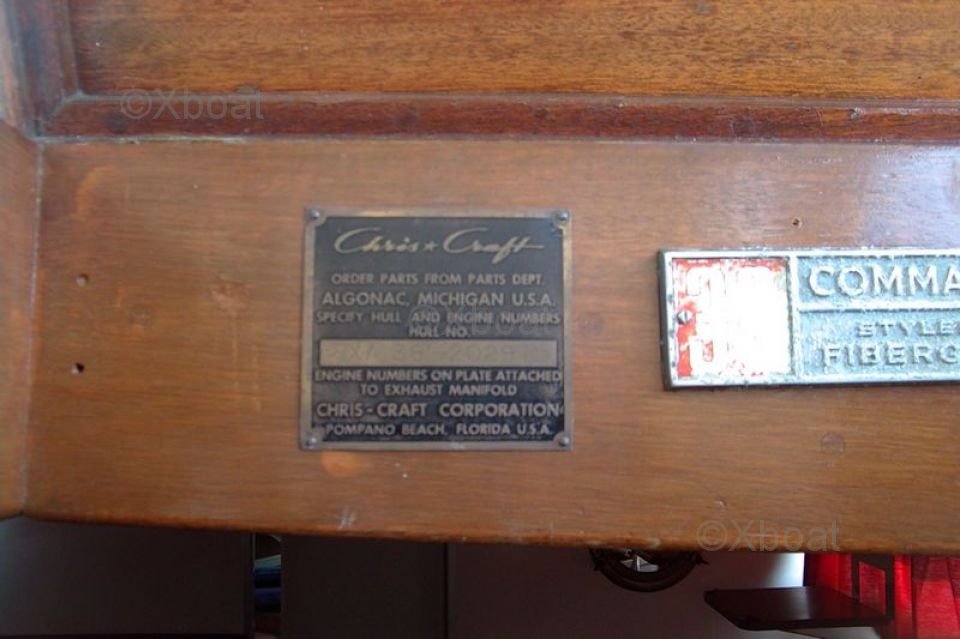 ©Xboat
Chris★Craft
ORDER PARTS FROM PARTS DEPT.
ALGONAC, MICHIGAN U.S.A.
SPECIFY HULL AND ENGINE NUMBERS
HULL NO.
ENGINE NUMBERS ON PLATE ATTACHED
TO EXHAUST MANIFOLD
CHRIS-CRAFT CORPORATION
POMPANO BEACH, FLORIDA U.S.A.
COMMA
STYLE
FIBERG
©Xboat